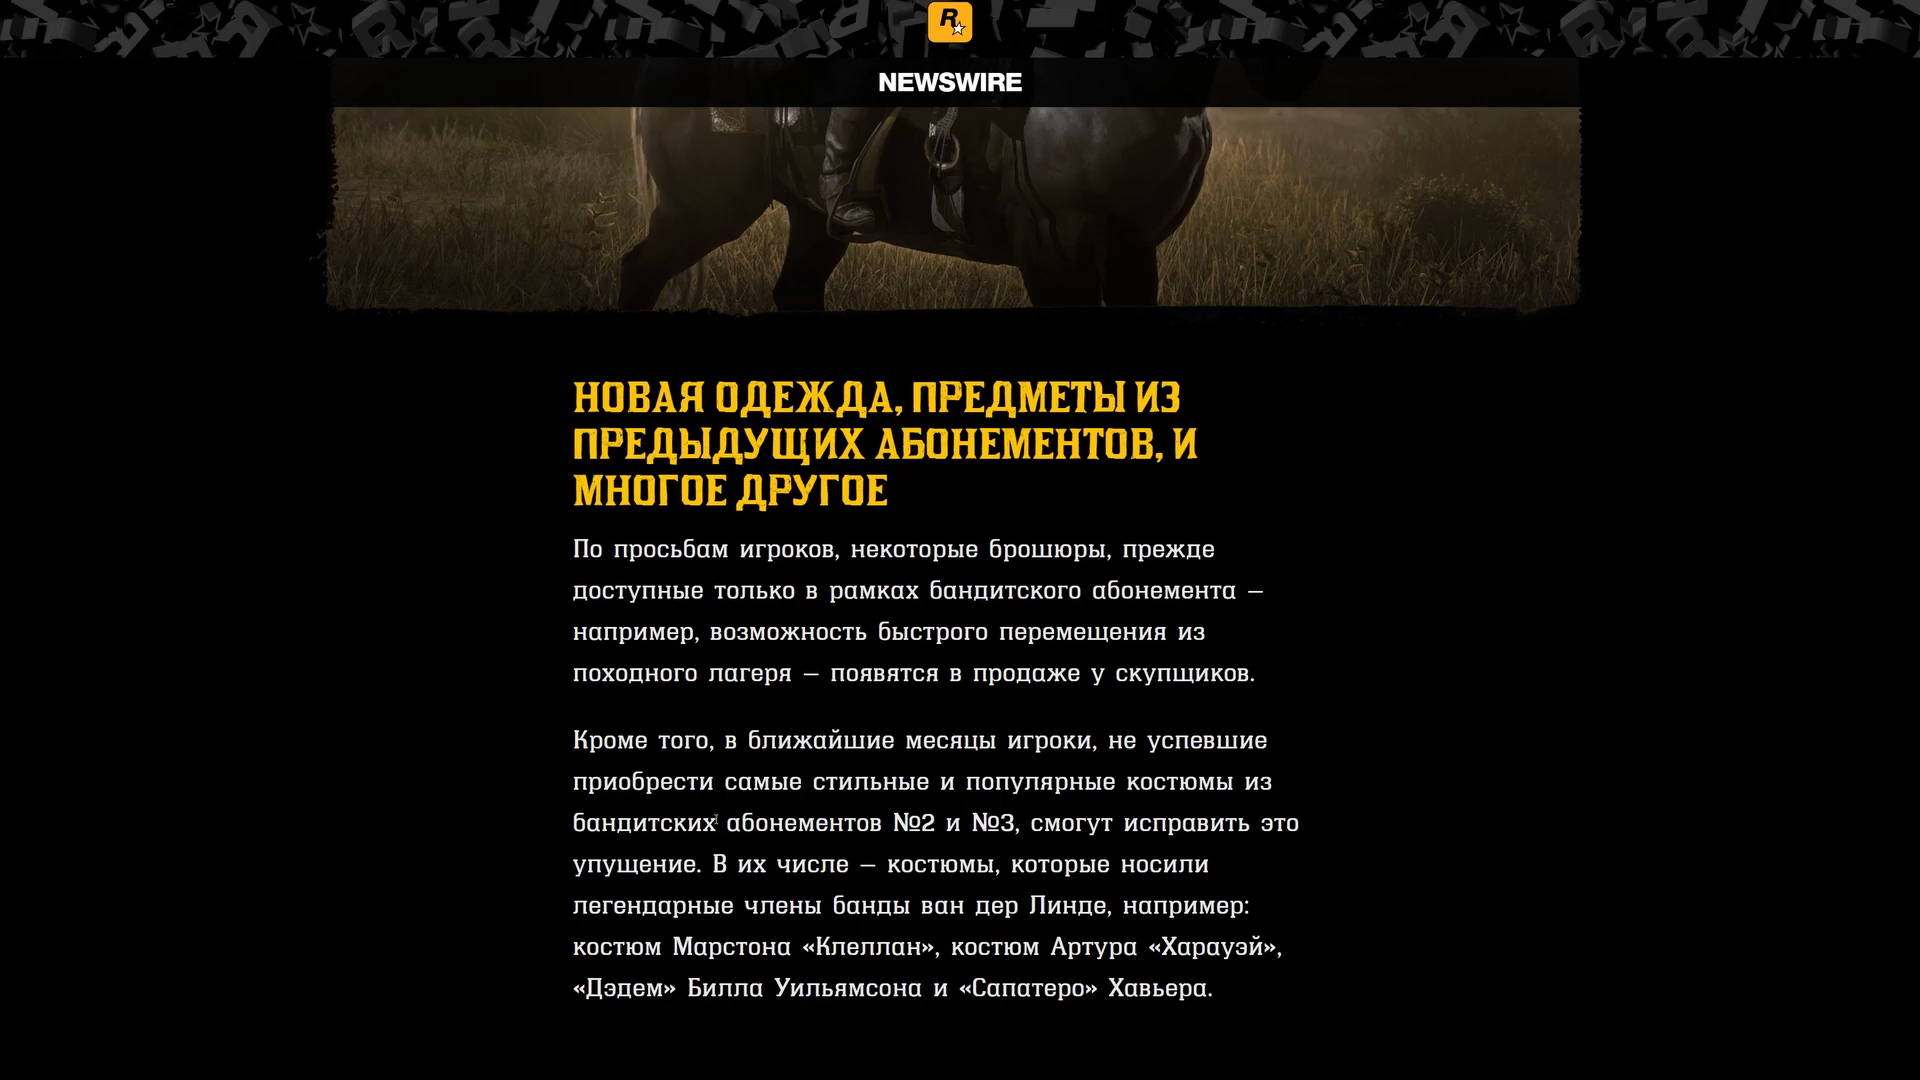 R
NEWSWIRE
НОВАЯ ОДЕЖДА, ПРЕДМЕТЫ ИЗ
ПРЕДЫДУЩИХ АБОНЕМЕНТОВ, И
МНОГОЕ ДРУГОЕ
По просьбам игроков, некоторые брошюры, прежде
доступные только в рамках бандитского абонемента —
например, возможность быстрого перемещения из
походного лагеря — появятся в продаже у скупщиков.
Кроме того, в ближайшие месяцы игроки, не успевшие
приобрести самые стильные и популярные костюмы из
бандитских абонементов №2 и №3, смогут исправить это
упущение. В их числе — костюмы, которые носили
легендарные члены банды ван дер Линде, например:
костюм Марстона «Клеллан», костюм Артура «Харауэй»,
«Дэдем» Билла Уильямсона и «Сапатеро» Хавьера.